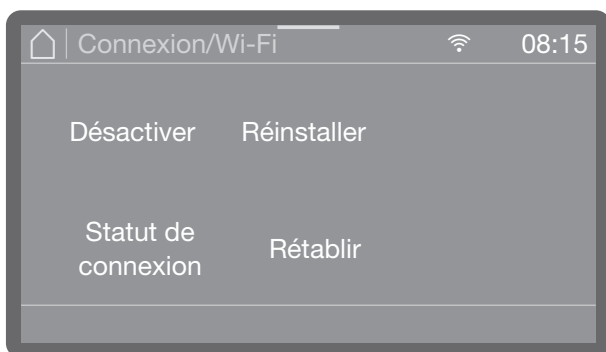 Connexion/Wi-Fi 08:15
Désactiver Réinstaller
Statut de
connexion
Rétablir